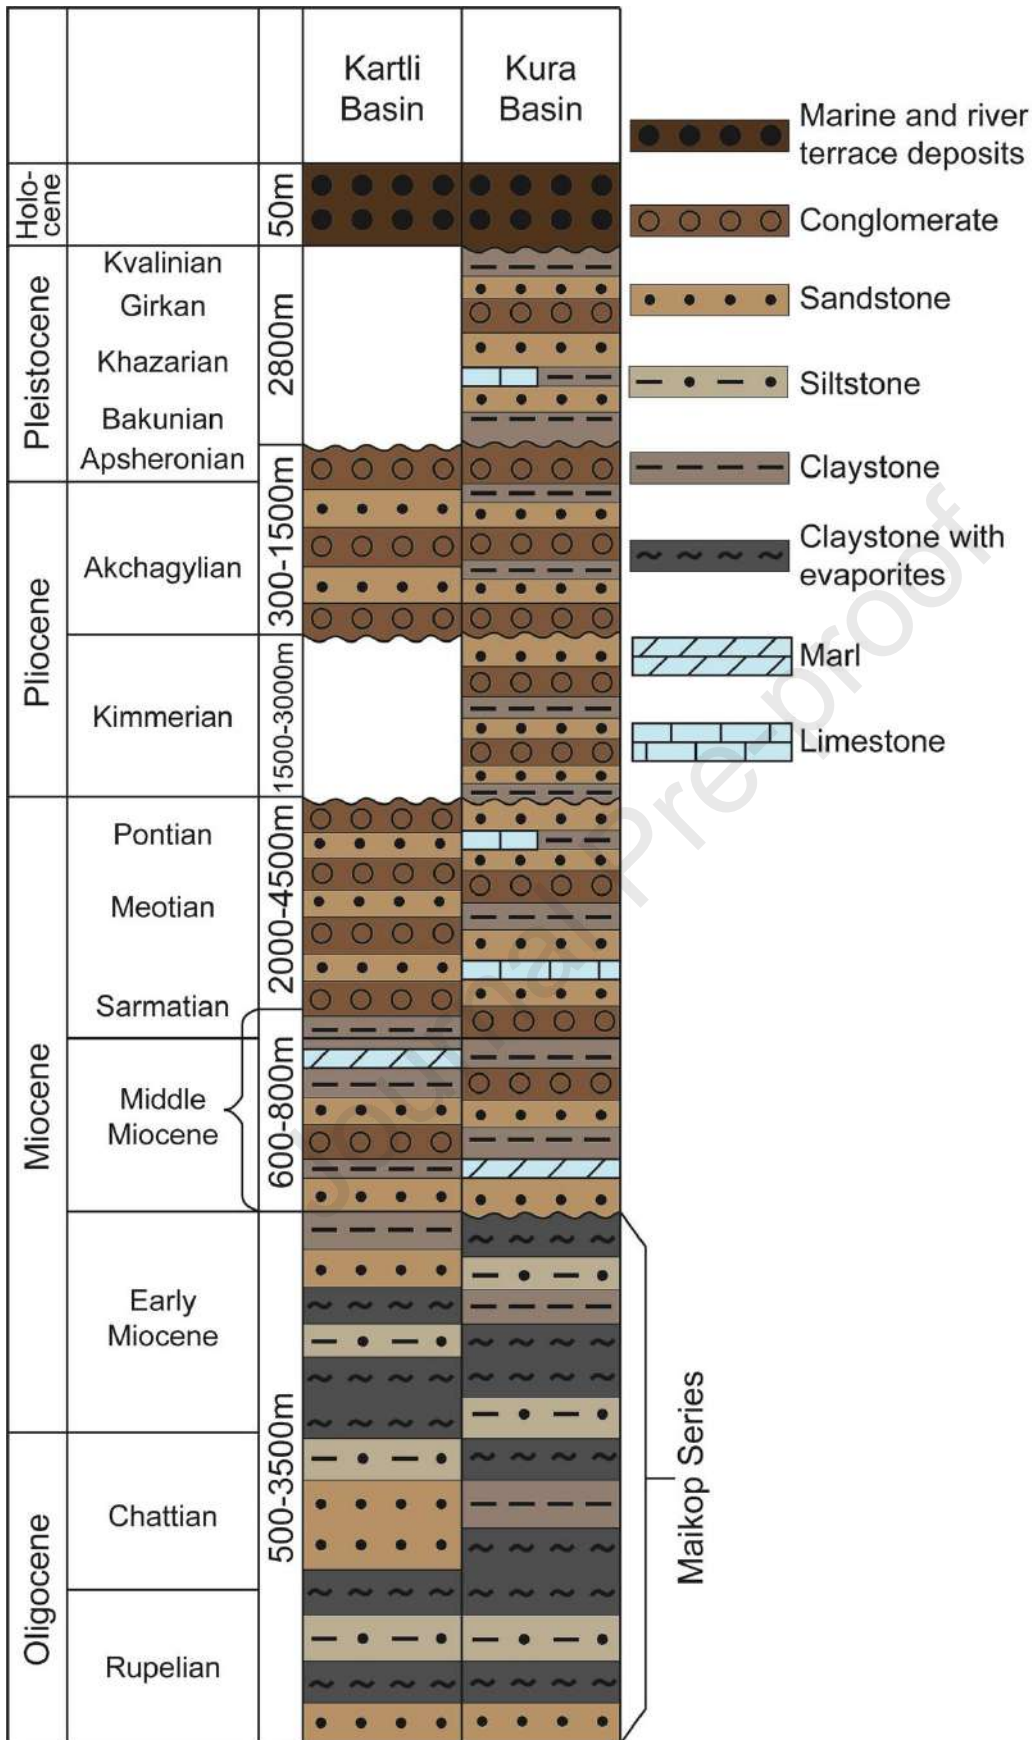 Kartli
Basin
Kura
Basin
Marine and river
terrace deposits
Conglomerate
Sandstone
Siltstone
Claystone
Claystone with
evaporites
Marl
Limestone
Holo-
cene
50m
Pleistocene
Kvalinian
Girkan
Khazarian
Bakunian
Apsheronian
2800m
Pliocene
Akchagylian
300-1500m
Kimmerian
1500-3000m
Miocene
Pontian
Meotian
Sarmatian
2000-4500m
Middle
Miocene
600-800m
Early
Miocene
500-3500m
Oligocene
Chattian
Rupelian
Maikop Series
Journal Pre-proof